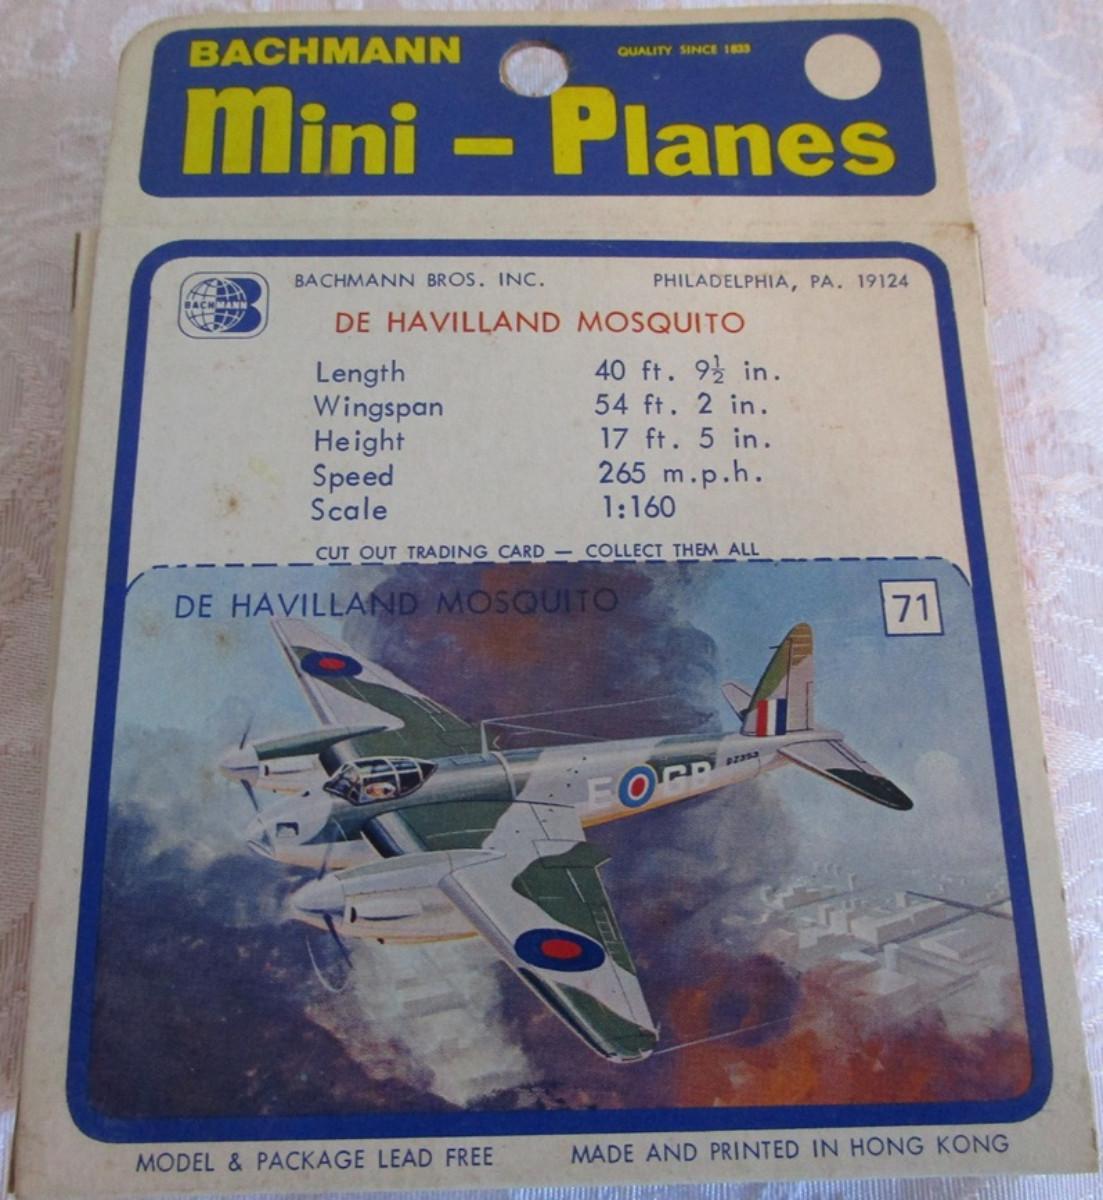 BACHMANN
QUALITY SINCE 1833
Mini - Planes
BACHMANN
BACHMANN BROS. INC. PHILADELPHIA, PA. 19124
DE HAVILLAND MOSQUITO
Length 40 ft. 9½ in.
Wingspan 54 ft. 2 in.
Height 17 ft. 5 in.
Speed 265 m.p.h.
Scale 1:160
CUT OUT TRADING CARD — COLLECT THEM ALL
DE HAVILLAND MOSQUITO 71
E GB DZ353
MODEL & PACKAGE LEAD FREE MADE AND PRINTED IN HONG KONG